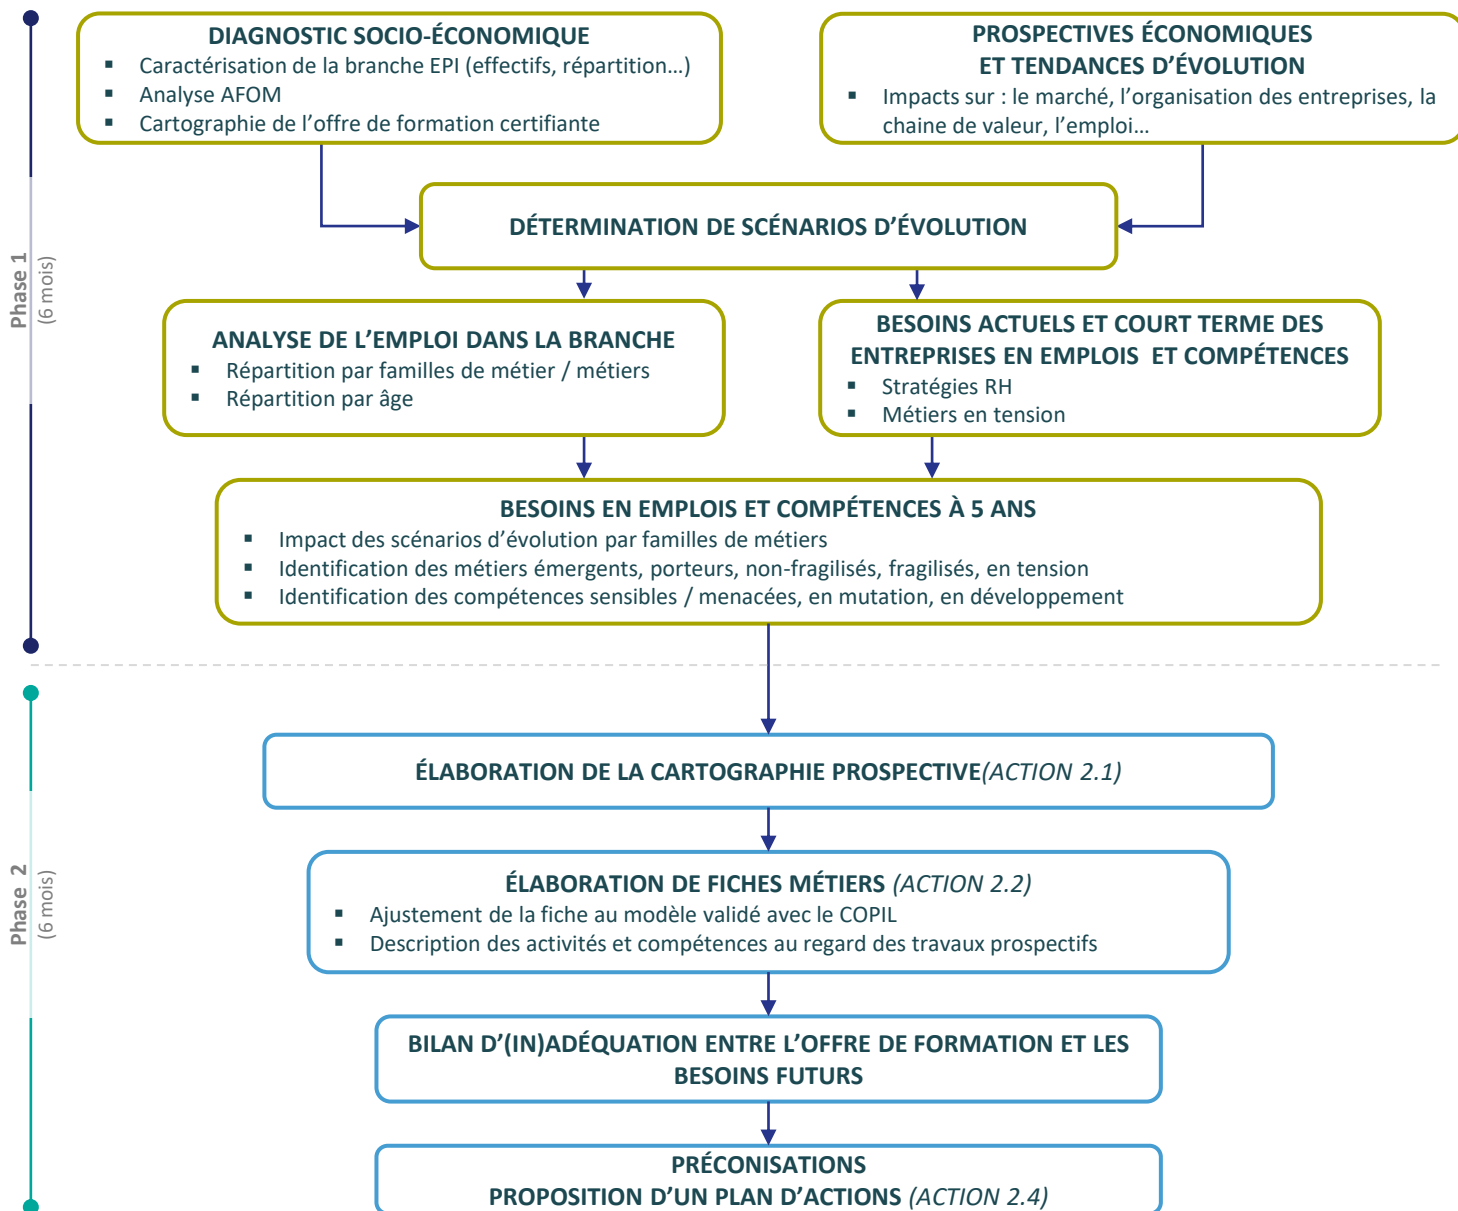 DIAGNOSTIC SOCIO-ÉCONOMIQUE
▪ Caractérisation de la branche EPI (effectifs, répartition…)
▪ Analyse AFOM
▪ Cartographie de l’offre de formation certifiante
PROSPECTIVES ÉCONOMIQUES
ET TENDANCES D’ÉVOLUTION
▪ Impacts sur : le marché, l’organisation des entreprises, la
chaine de valeur, l’emploi…
Phase 1
(6 mois)
DÉTERMINATION DE SCÉNARIOS D’ÉVOLUTION
ANALYSE DE L’EMPLOI DANS LA BRANCHE
▪ Répartition par familles de métier / métiers
▪ Répartition par âge
BESOINS ACTUELS ET COURT TERME DES
ENTREPRISES EN EMPLOIS ET COMPÉTENCES
▪ Stratégies RH
▪ Métiers en tension
BESOINS EN EMPLOIS ET COMPÉTENCES À 5 ANS
▪ Impact des scénarios d’évolution par familles de métiers
▪ Identification des métiers émergents, porteurs, non-fragilisés, fragilisés, en tension
▪ Identification des compétences sensibles / menacées, en mutation, en développement
Phase 2
(6 mois)
ÉLABORATION DE LA CARTOGRAPHIE PROSPECTIVE(ACTION 2.1)
ÉLABORATION DE FICHES MÉTIERS (ACTION 2.2)
▪ Ajustement de la fiche au modèle validé avec le COPIL
▪ Description des activités et compétences au regard des travaux prospectifs
BILAN D’(IN)ADÉQUATION ENTRE L’OFFRE DE FORMATION ET LES
BESOINS FUTURS
PRÉCONISATIONS
PROPOSITION D’UN PLAN D’ACTIONS (ACTION 2.4)